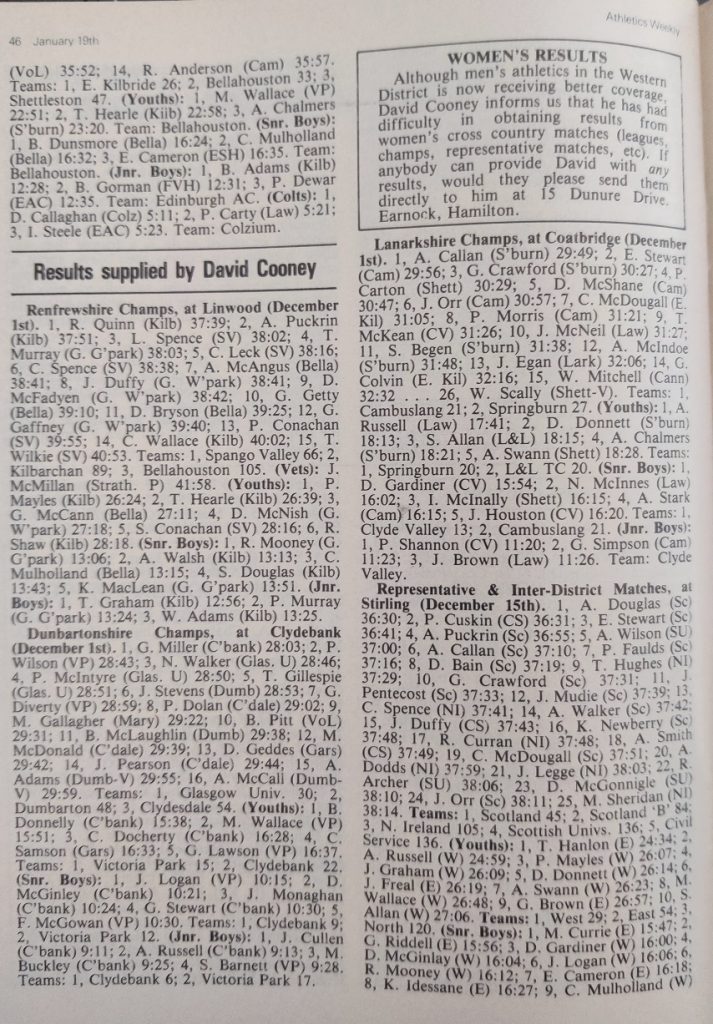 46 January 19th
Athletics Weekly
(VoL) 35:52; 14, R. Anderson (Cam) 35:57.
Teams: 1, E. Kilbride 26; 2, Bellahouston 33; 3,
Shettleston 47. (Youths): 1, M. Wallace (VP)
22:51; 2, T. Hearle (Kilb) 22:58; 3, A. Chalmers
(S'burn) 23:20. Team: Bellahouston. (Snr. Boys):
1, B. Dunsmore (Bella) 16:24; 2, C. Mulholland
(Bella) 16:32; 3, E. Cameron (ESH) 16:35. Team:
Bellahouston. (Jnr. Boys): 1, B. Adams (Kilb)
12:28; 2, B. Gorman (FVH) 12:31; 3, P. Dewar
(EAC) 12:35. Team: Edinburgh AC. (Colts): 1,
D. Callaghan (Colz) 5:11; 2, P. Carty (Law) 5:21;
3, I. Steele (EAC) 5:23. Team: Colzium.
Results supplied by David Cooney
Renfrewshire Champs, at Linwood (December
1st). 1, R. Quinn (Kilb) 37:39; 2, A. Puckrin
(Kilb) 37:51; 3, L. Spence (SV) 38:02; 4, T.
Murray (G. G'park) 38:03; 5, C. Leck (SV) 38:16;
6, C. Spence (SV) 38:38; 7, A. McAngus (Bella)
38:41; 8, J. Duffy (G. W'park) 38:41; 9, D.
McFadyen (G. W'park) 38:42; 10, G. Getty
(Bella) 39:10; 11, D. Bryson (Bella) 39:25; 12, G.
Gaffney (G. W'park) 39:40; 13, P. Conachan
(SV) 39:55; 14, C. Wallace (Kilb) 40:02; 15, T.
Wilkie (SV) 40:53. Teams: 1, Spango Valley 66; 2,
Kilbarchan 89; 3, Bellahouston 105. (Vets): J.
McMillan (Strath. P) 41:58. (Youths): 1, P.
Mayles (Kilb) 26:24; 2, T. Hearle (Kilb) 26:39; 3,
G. McCann (Bella) 27:11; 4, D. McNish (G.
W'park) 27:18; 5, S. Conachan (SV) 28:16; 6, R.
Shaw (Kilb) 28:18. (Snr. Boys): 1, R. Mooney (G.
G'park) 13:06; 2, A. Walsh (Kilb) 13:13; 3, C.
Mulholland (Bella) 13:15; 4, S. Douglas (Kilb)
13:43; 5, K. MacLean (G. G'park) 13:51. (Jnr.
Boys): 1, T. Graham (Kilb) 12:56; 2, P. Murray
(G. G'park) 13:24; 3, W. Adams (Kilb) 13:25.
Dunbartonshire Champs, at Clydebank
(December 1st). 1, G. Miller (C'bank) 28:03; 2, P.
Wilson (VP) 28:43; 3, N. Walker (Glas. U) 28:46;
4, P. McIntyre (Glas. U) 28:50; 5, T. Gillespie
(Glas. U) 28:51; 6, J. Stevens (Dumb) 28:53; 7, G.
Diverty (VP) 28:59; 8, P. Dolan (C'dale) 29:02; 9,
M. Gallagher (Mary) 29:22; 10, B. Pitt (VoL)
29:31; 11, B. McLaughlin (Dumb) 29:38; 12, M.
McDonald (C'dale) 29:39; 13, D. Geddes (Gars)
29:42; 14, J. Pearson (C'dale) 29:44; 15, A.
Adams (Dumb-V) 29:55; 16, A. McCall (Dumb-
V) 29:59. Teams: 1, Glasgow Univ. 30; 2,
Dumbarton 48; 3, Clydesdale 54. (Youths): 1, B.
Donnelly (C'bank) 15:38; 2, M. Wallace (VP)
15:51; 3, C. Docherty (C'bank) 16:28; 4, C.
Samson (Gars) 16:33; 5, G. Lawson (VP) 16:37.
Teams: 1, Victoria Park 15; 2, Clydebank 22.
(Snr. Boys): 1, J. Logan (VP) 10:15; 2, D.
McGinley (C'bank) 10:21; 3, J. Monaghan
(C'bank) 10:24; 4, G. Stewart (C'bank) 10:30; 5,
F. McGowan (VP) 10:30. Teams: 1, Clydebank 9;
2, Victoria Park 12. (Jnr. Boys): 1, J. Cullen
(C'bank) 9:11; 2, A. Russell (C'bank) 9:13; 3, M.
Buckley (C'bank) 9:25; 4, S. Barnett (VP) 9:28.
Teams: 1, Clydebank 6; 2, Victoria Park 17.
WOMEN'S RESULTS
Although men's athletics in the Western
District is now receiving better coverage,
David Cooney informs us that he has had
difficulty in obtaining results from
women's cross country matches (leagues,
champs, representative matches, etc). If
anybody can provide David with any
results, would they please send them
directly to him at 15 Dunure Drive,
Earnock, Hamilton.
Lanarkshire Champs, at Coatbridge (December
1st). 1, A. Callan (S'burn) 29:49; 2, E. Stewart
(Cam) 29:56; 3, G. Crawford (S'burn) 30:27; 4, P.
Carton (Shett) 30:29; 5, D. McShane (Cam)
30:47; 6, J. Orr (Cam) 30:57; 7, C. McDougall (E.
Kil) 31:05; 8, P. Morris (Cam) 31:21; 9, T.
McKean (CV) 31:26; 10, J. McNeil (Law) 31:27;
11, S. Begen (S'burn) 31:38; 12, A. McIndoe
(S'burn) 31:48; 13, J. Egan (Lark) 32:06; 14, G.
Colvin (E. Kil) 32:16; 15, W. Mitchell (Cann)
32:32 . . . 26, W. Scally (Shett-V). Teams: 1,
Cambuslang 21; 2, Springburn 27. (Youths): 1, A.
Russell (Law) 17:41; 2, D. Donnett (S'burn)
18:13; 3, S. Allan (L&L) 18:15; 4, A. Chalmers
(S'burn) 18:21; 5, A. Swann (Shett) 18:28. Teams:
1, Springburn 20; 2, L&L TC 20. (Snr. Boys): 1,
D. Gardiner (CV) 15:54; 2, N. McInnes (Law)
16:02; 3, I. McInally (Shett) 16:15; 4, A. Stark
(Cam) 16:15; 5, J. Houston (CV) 16:20. Teams: 1,
Clyde Valley 13; 2, Cambuslang 21. (Jnr. Boys):
1, P. Shannon (CV) 11:20; 2, G. Simpson (Cam)
11:23; 3, J. Brown (Law) 11:26. Team: Clyde
Valley.
Representative & Inter-District Matches, at
Stirling (December 15th). 1, A. Douglas (Sc)
36:30; 2, P. Cuskin (CS) 36:31; 3, E. Stewart (Sc)
36:41; 4, A. Puckrin (Sc) 36:55; 5, A. Wilson (SU)
37:00; 6, A. Callan (Sc) 37:10; 7, P. Faulds (Sc)
37:16; 8, D. Bain (Sc) 37:19; 9, T. Hughes (NI)
37:29; 10, G. Crawford (Sc) 37:31; 11, J.
Pentecost (Sc) 37:33; 12, J. Mudie (Sc) 37:39; 13,
C. Spence (NI) 37:41; 14, A. Walker (Sc) 37:42;
15, J. Duffy (CS) 37:43; 16, K. Newberry (Sc)
37:48; 17, R. Curran (NI) 37:48; 18, A. Smith
(CS) 37:49; 19, C. McDougall (Sc) 37:51; 20, A.
Dodds (NI) 37:59; 21, J. Legge (NI) 38:03; 22, R.
Archer (SU) 38:06; 23, D. McGonnigle (SU)
38:10; 24, J. Orr (Sc) 38:11; 25, M. Sheridan (NI)
38:14. Teams: 1, Scotland 45; 2, Scotland 'B' 84;
3, N. Ireland 105; 4, Scottish Univs. 136; 5, Civil
Service 136. (Youths): 1, T. Hanlon (E) 24:34; 2,
A. Russell (W) 24:59; 3, P. Mayles (W) 26:07; 4,
J. Graham (W) 26:09; 5, D. Donnett (W) 26:14; 6,
J. Freal (E) 26:19; 7, A. Swann (W) 26:23; 8, M.
Wallace (W) 26:48; 9, G. Brown (E) 26:57; 10, S.
Allan (W) 27:06. Teams: 1, West 29; 2, East 54; 3,
North 120. (Snr. Boys): 1, M. Currie (E) 15:47; 2,
G. Riddell (E) 15:56; 3, D. Gardiner (W) 16:00; 4,
D. McGinlay (W) 16:04; 6, J. Logan (W) 16:06; 6,
R. Mooney (W) 16:12; 7, E. Cameron (E) 16:18;
8, K. Idessane (E) 16:27; 9, C. Mulholland (W)